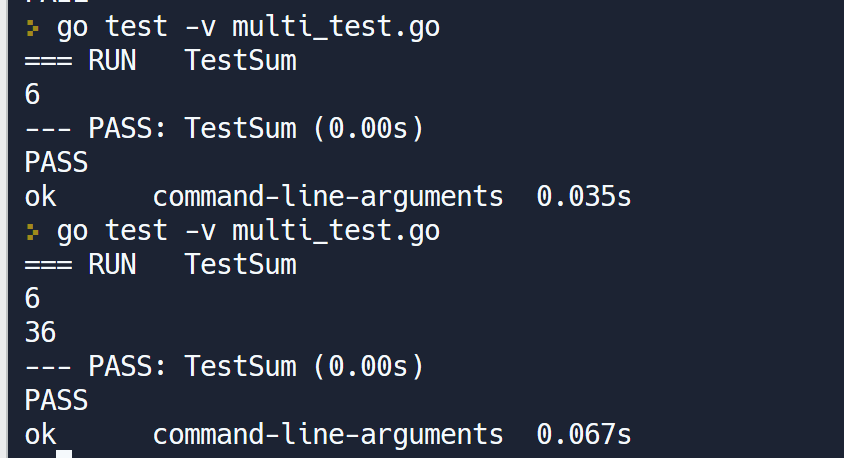 go test -v multi_test.go
=== RUN   TestSum
6
--- PASS: TestSum (0.00s)
PASS
ok      command-line-arguments  0.035s
go test -v multi_test.go
=== RUN   TestSum
6
36
--- PASS: TestSum (0.00s)
PASS
ok      command-line-arguments  0.067s